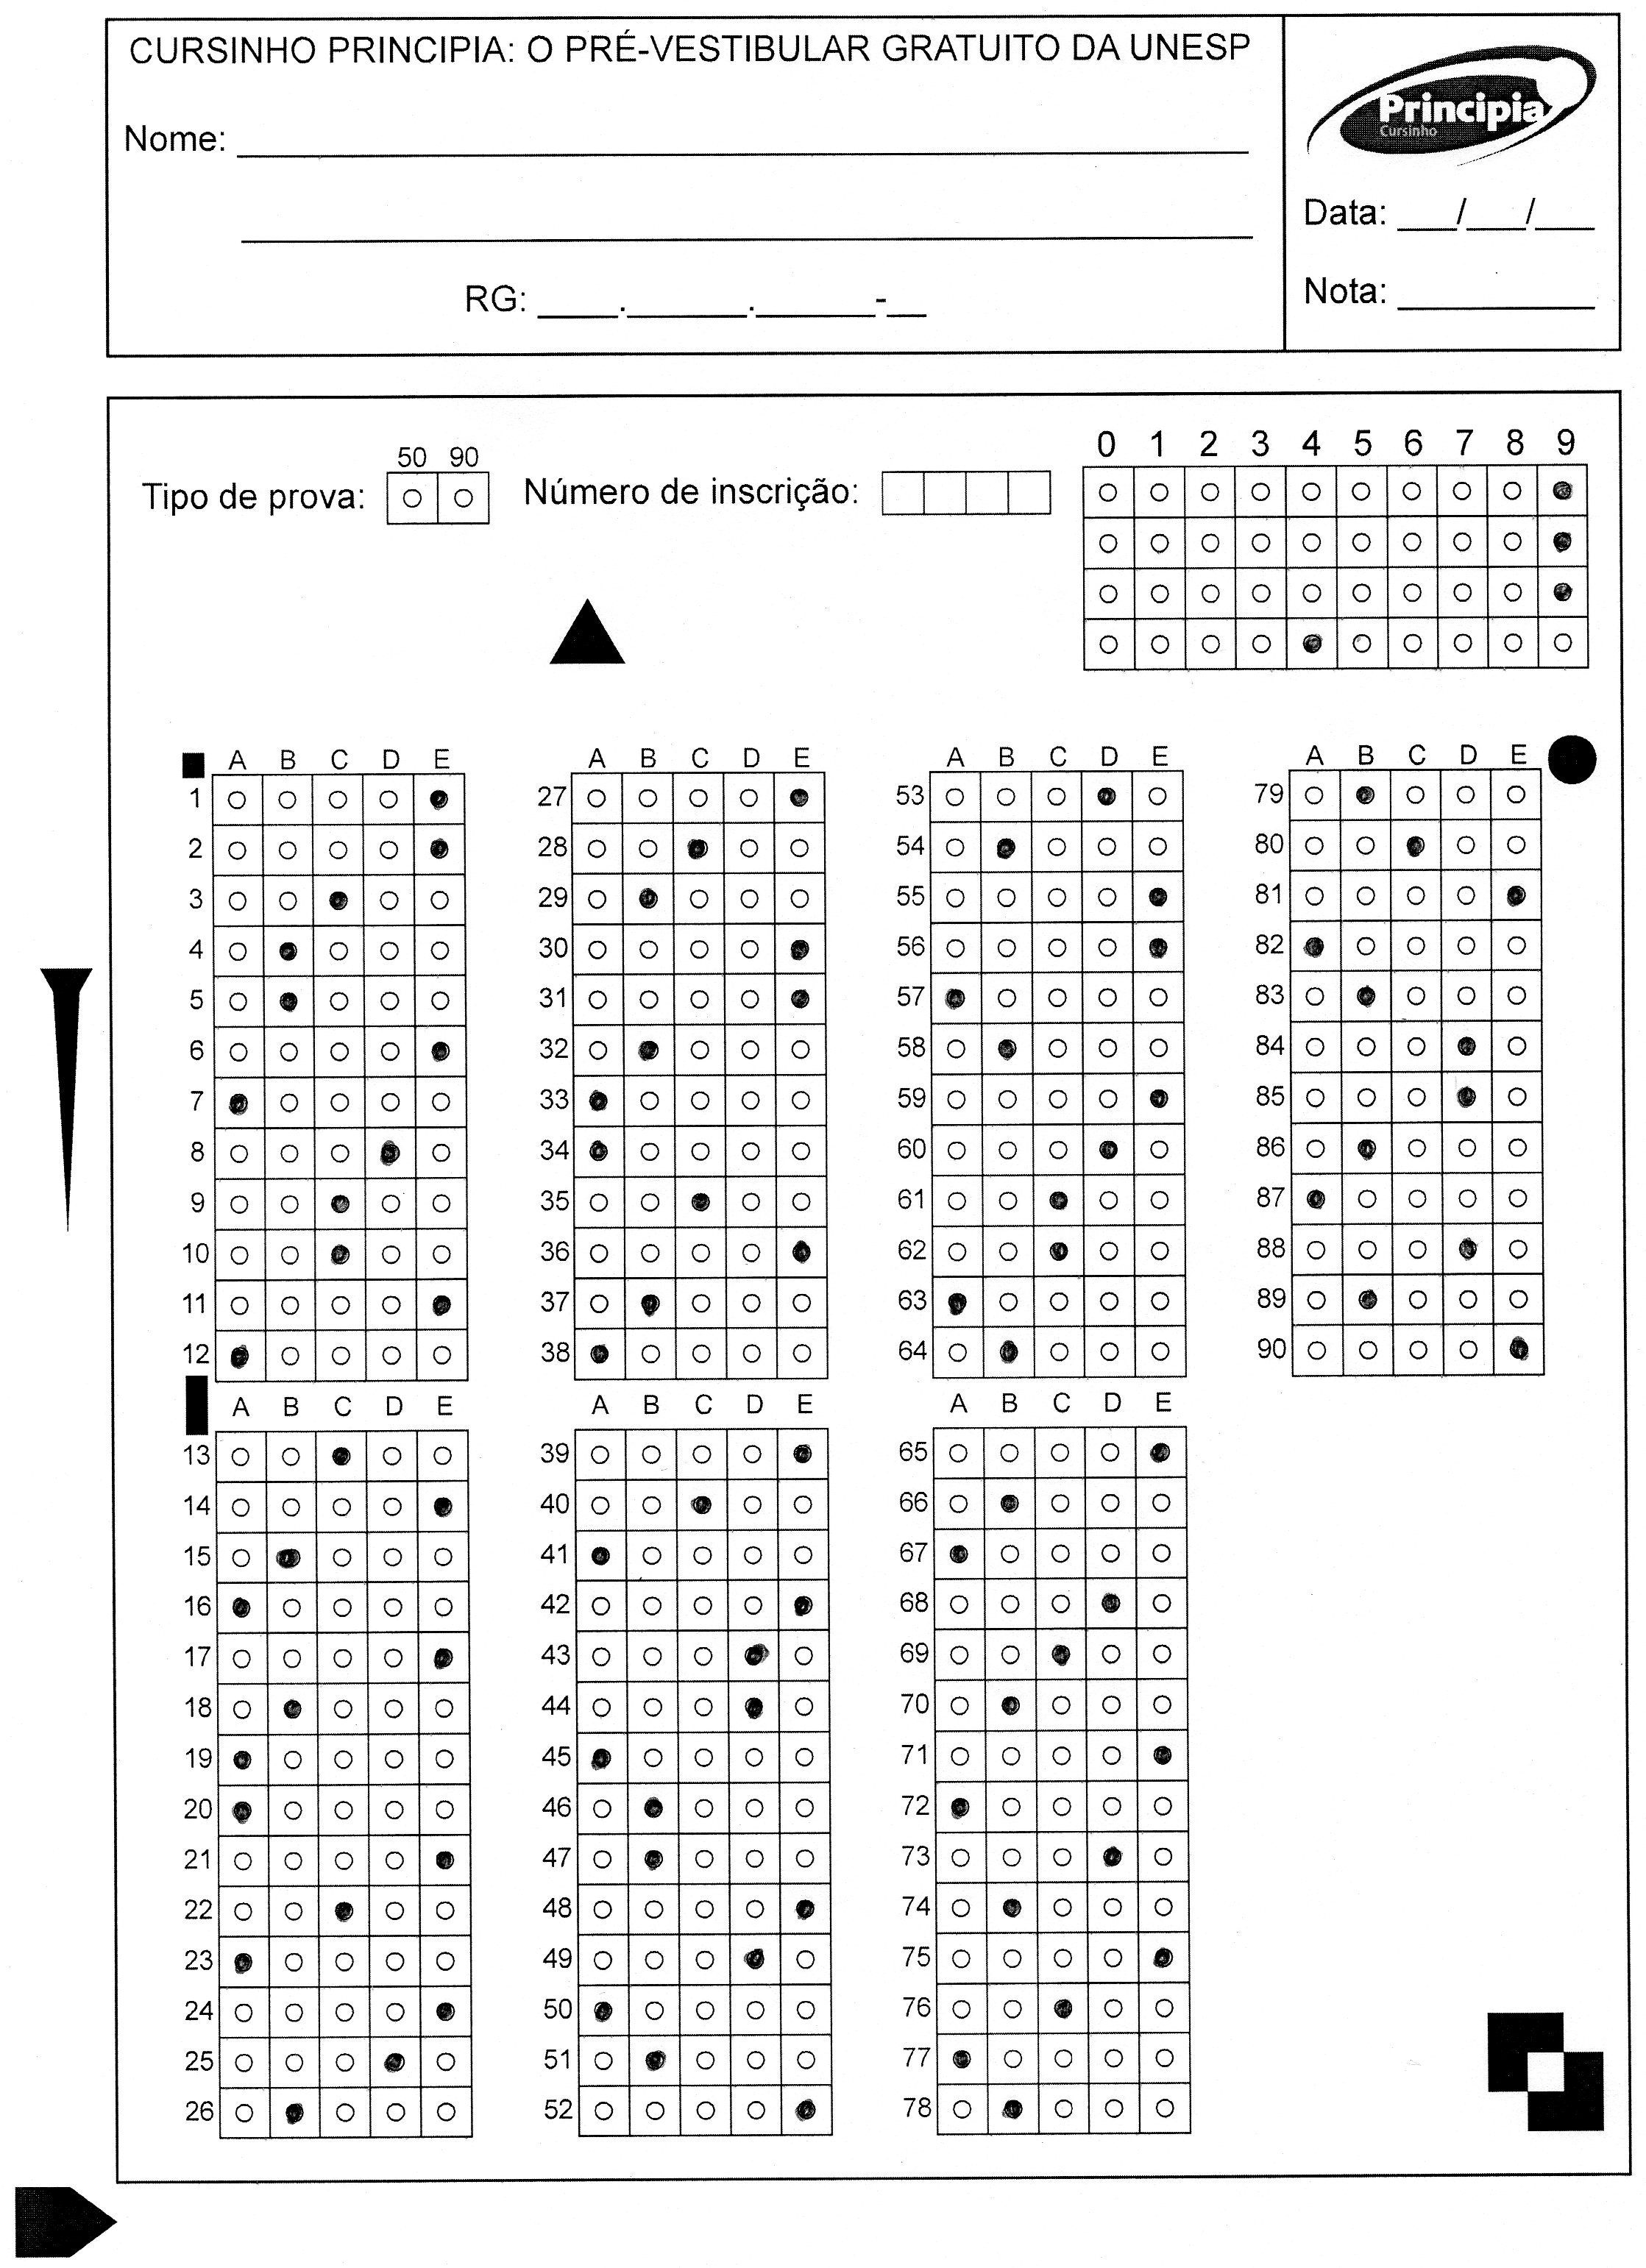 CURSINHO PRINCIPIA: O PRÉ-VESTIBULAR GRATUITO DA UNESP
Principia
Cursinho
Nome: ____
Data: ___/___/___
RG: ____.______.______-__
Nota: ____
50 90
Tipo de prova:
Número de inscrição:
0 1 2 3 4 5 6 7 8 9
A B C D E A B C D E A B C D E A B C D E
1 27 53 79
2 28 54 80
3 29 55 81
4 30 56 82
5 31 57 83
6 32 58 84
7 33 59 85
8 34 60 86
9 35 61 87
10 36 62 88
11 37 63 89
12 38 64 90
A B C D E A B C D E A B C D E
13 39 65
14 40 66
15 41 67
16 42 68
17 43 69
18 44 70
19 45 71
20 46 72
21 47 73
22 48 74
23 49 75
24 50 76
25 51 77
26 52 78